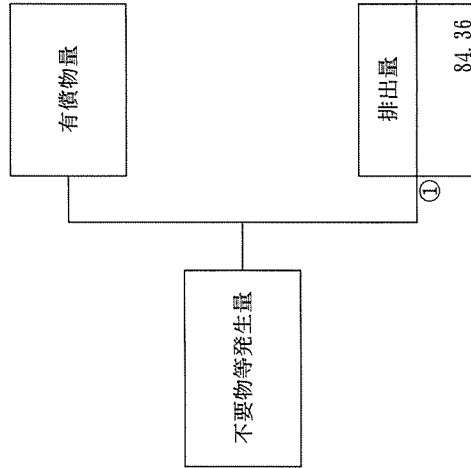 不要物等発生量
有償物量
排出量
①
84.36